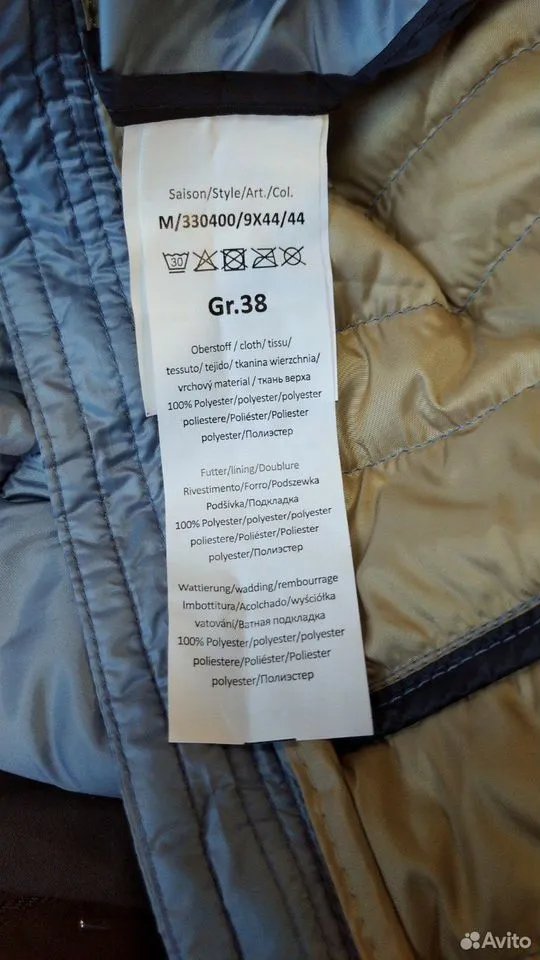 Saison/Style/Art./Col.
M/330400/9X44/44
30
Gr.38
Oberstoff / cloth/ tissu/
tessuto/ tejido/ tkanina wierzchnia/
vrchový material / ткань верха
100% Polyester/polyester/polyester
poliestere/Poliéster/Poliester
polyester/Полиэстер
Futter/lining/Doublure
Rivestimento/Forro/Podszewka
Podšívka/Подкладка
100% Polyester/polyester/polyester
poliestere/Poliéster/Poliester
polyester/Полиэстер
Wattierung/wadding/rembourrage
Imbottitura/Acolchado/wyściółka
vatování/Ватная подкладка
100% Polyester/polyester/polyester
poliestere/Poliéster/Poliester
polyester/Полиэстер
Avito